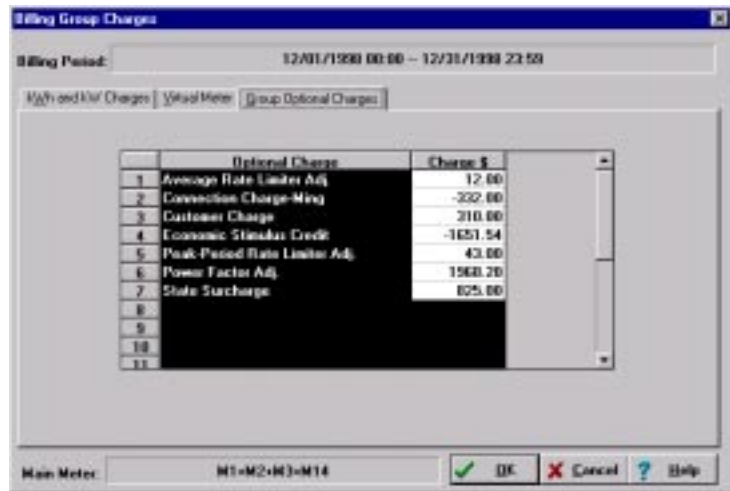 Billing Group Charges
Billing Period: 12/01/1998 00:00 -- 12/31/1998 23:59
kWh and kW Charges Virtual Meter Group Optional Charges
Optional Charge Charge $
1 Average Rate Limiter Adj. 12.00
2 Connection Charge-Ming -332.00
3 Customer Charge 310.00
4 Economic Stimulus Credit -1651.54
5 Peak-Period Rate Limiter Adj. 43.00
6 Power Factor Adj. 1968.20
7 State Surcharge 825.00
8
9
10
11
Main Meter: M1+M2+M3+M14 OK Cancel Help